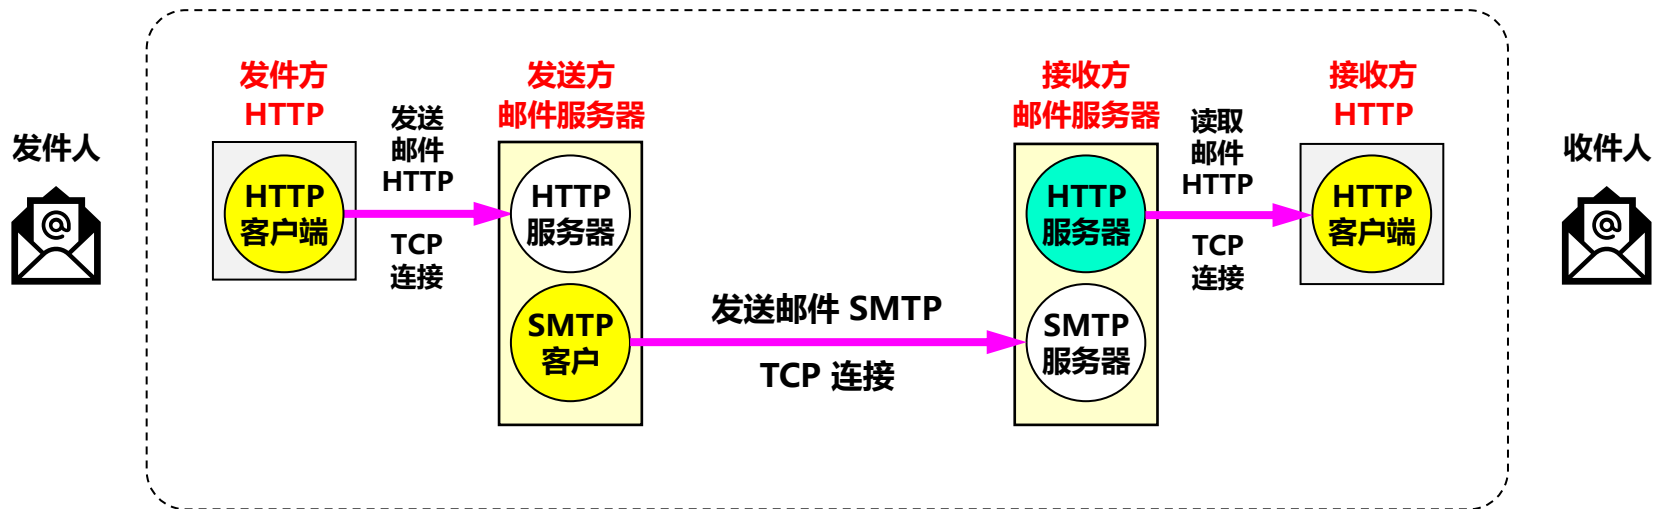 发件人
@
发件方
HTTP
HTTP
客户端
发送
邮件
HTTP
TCP
连接
发送方
邮件服务器
HTTP
服务器
SMTP
客户
发送邮件 SMTP
TCP 连接
接收方
邮件服务器
HTTP
服务器
SMTP
服务器
读取
邮件
HTTP
TCP
连接
接收方
HTTP
HTTP
客户端
收件人
@